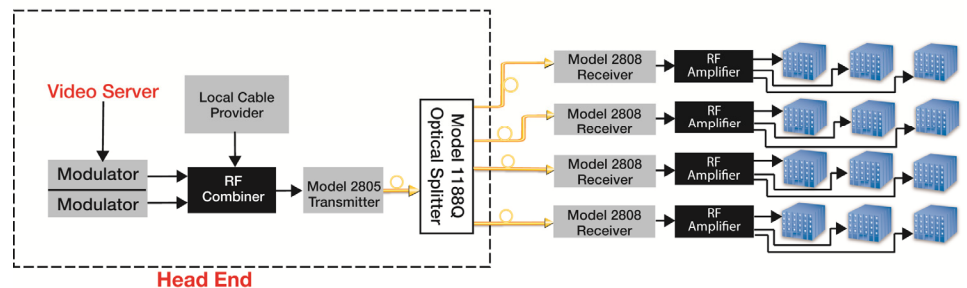 Video Server
Local Cable
Provider
Modulator
Modulator
RF
Combiner
Model 2805
Transmitter
Model 1188Q
Optical Splitter
Head End
Model 2808
Receiver
RF
Amplifier
Model 2808
Receiver
RF
Amplifier
Model 2808
Receiver
RF
Amplifier
Model 2808
Receiver
RF
Amplifier